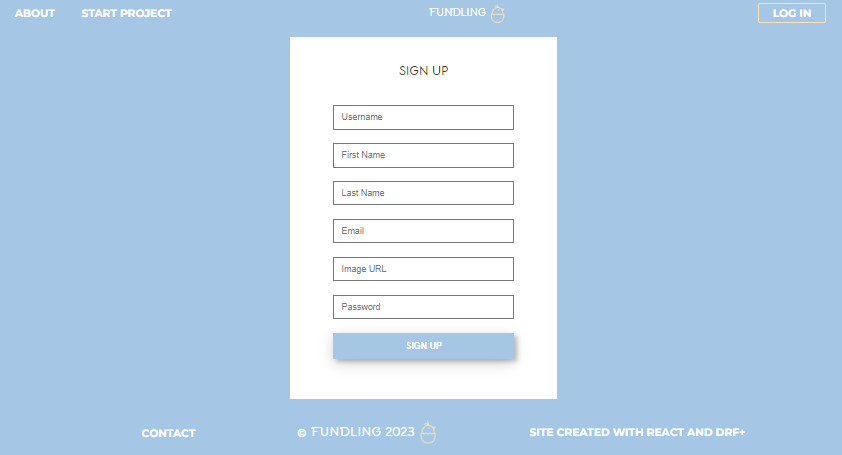 ABOUT START PROJECT FUNDLING LOG IN
SIGN UP
Username
First Name
Last Name
Email
Image URL
Password
SIGN UP
CONTACT © FUNDLING 2023 SITE CREATED WITH REACT AND DRF+